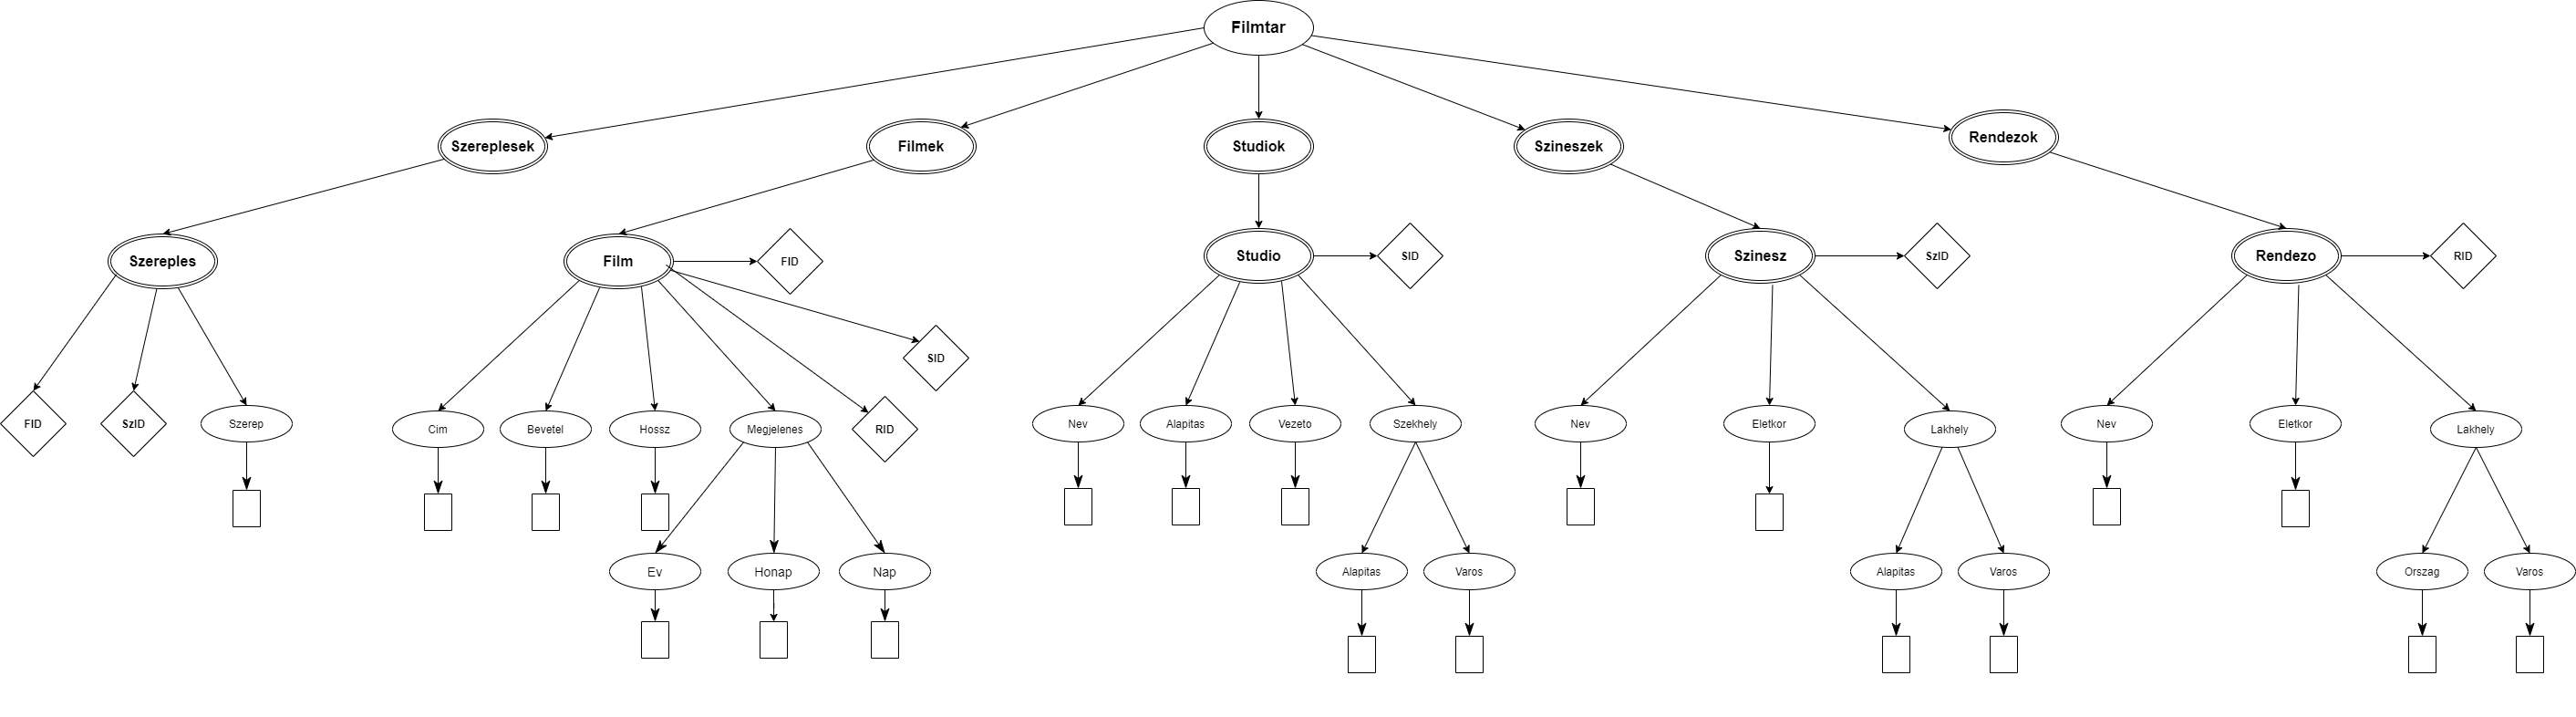 Filmtar
Szereplesek
Filmek
Studiok
Szineszek
Rendezok
Szereples
Film
FID
Studio
SID
Szinesz
SzID
Rendezo
RID
SID
FID
SzID
Szerep
Cim
Bevetel
Hossz
Megjelenes
RID
Nev
Alapitas
Vezeto
Szekhely
Nev
Eletkor
Lakhely
Nev
Eletkor
Lakhely
Ev
Honap
Nap
Alapitas
Varos
Alapitas
Varos
Orszag
Varos